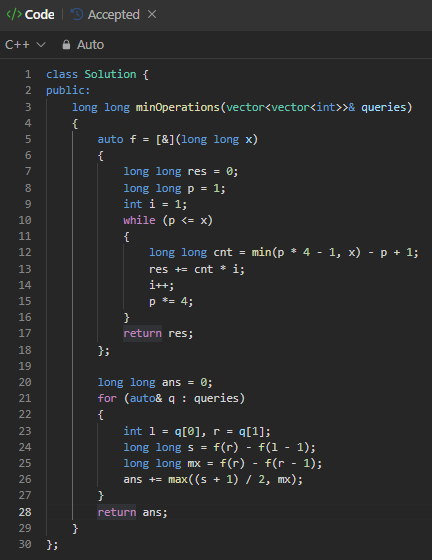 </> Code | Accepted ×
C++ Auto
1 class Solution {
2 public:
3     long long minOperations(vector<vector<int>>& queries)
4     {
5         auto f = [&](long long x)
6         {
7             long long res = 0;
8             long long p = 1;
9             int i = 1;
10             while (p <= x)
11             {
12                 long long cnt = min(p * 4 - 1, x) - p + 1;
13                 res += cnt * i;
14                 i++;
15                 p *= 4;
16             }
17             return res;
18         };
19
20         long long ans = 0;
21         for (auto& q : queries)
22         {
23             int l = q[0], r = q[1];
24             long long s = f(r) - f(l - 1);
25             long long mx = f(r) - f(r - 1);
26             ans += max((s + 1) / 2, mx);
27         }
28         return ans;
29     }
30 };